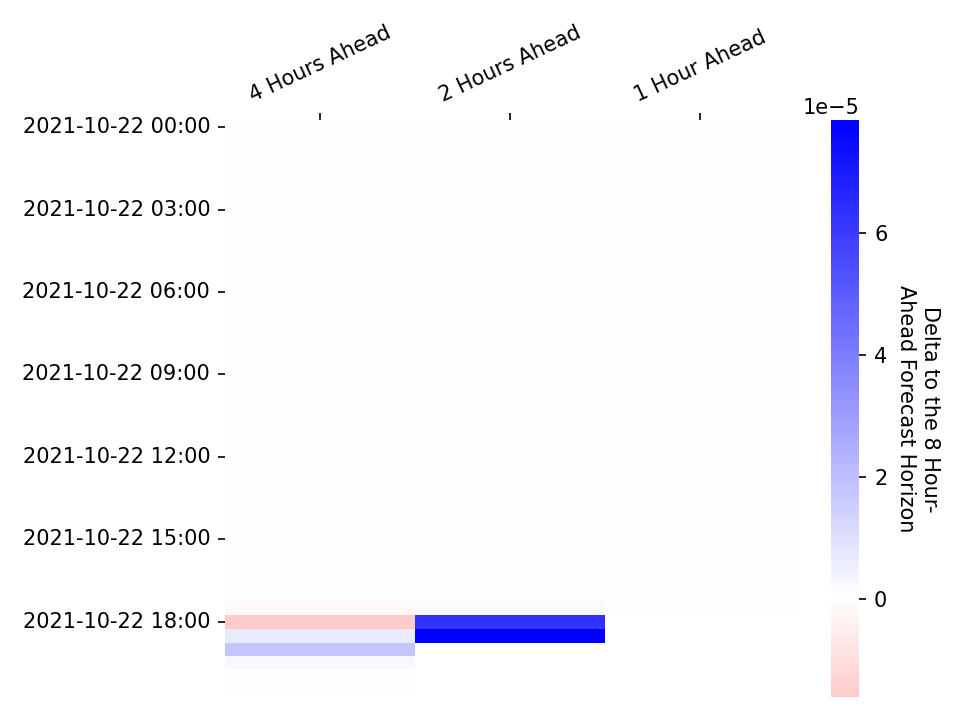 4 Hours Ahead
2 Hours Ahead
1 Hour Ahead
1e−5
2021-10-22 00:00
2021-10-22 03:00
2021-10-22 06:00
2021-10-22 09:00
2021-10-22 12:00
2021-10-22 15:00
2021-10-22 18:00
6
4
2
0
Delta to the 8 Hour-
Ahead Forecast Horizon